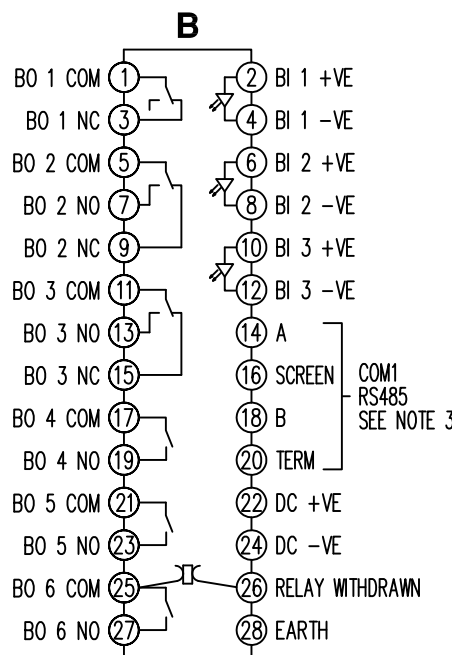 B
BO 1 COM 1 2 BI 1 +VE
BO 1 NC 3 4 BI 1 -VE
BO 2 COM 5 6 BI 2 +VE
BO 2 NO 7 8 BI 2 -VE
BO 2 NC 9 10 BI 3 +VE
BO 3 COM 11 12 BI 3 -VE
BO 3 NO 13 14 A
BO 3 NC 15 16 SCREEN
BO 4 COM 17 18 B
BO 4 NO 19 20 TERM
COM1
RS485
SEE NOTE 3
BO 5 COM 21 22 DC +VE
BO 5 NO 23 24 DC -VE
BO 6 COM 25 26 RELAY WITHDRAWN
BO 6 NO 27 28 EARTH